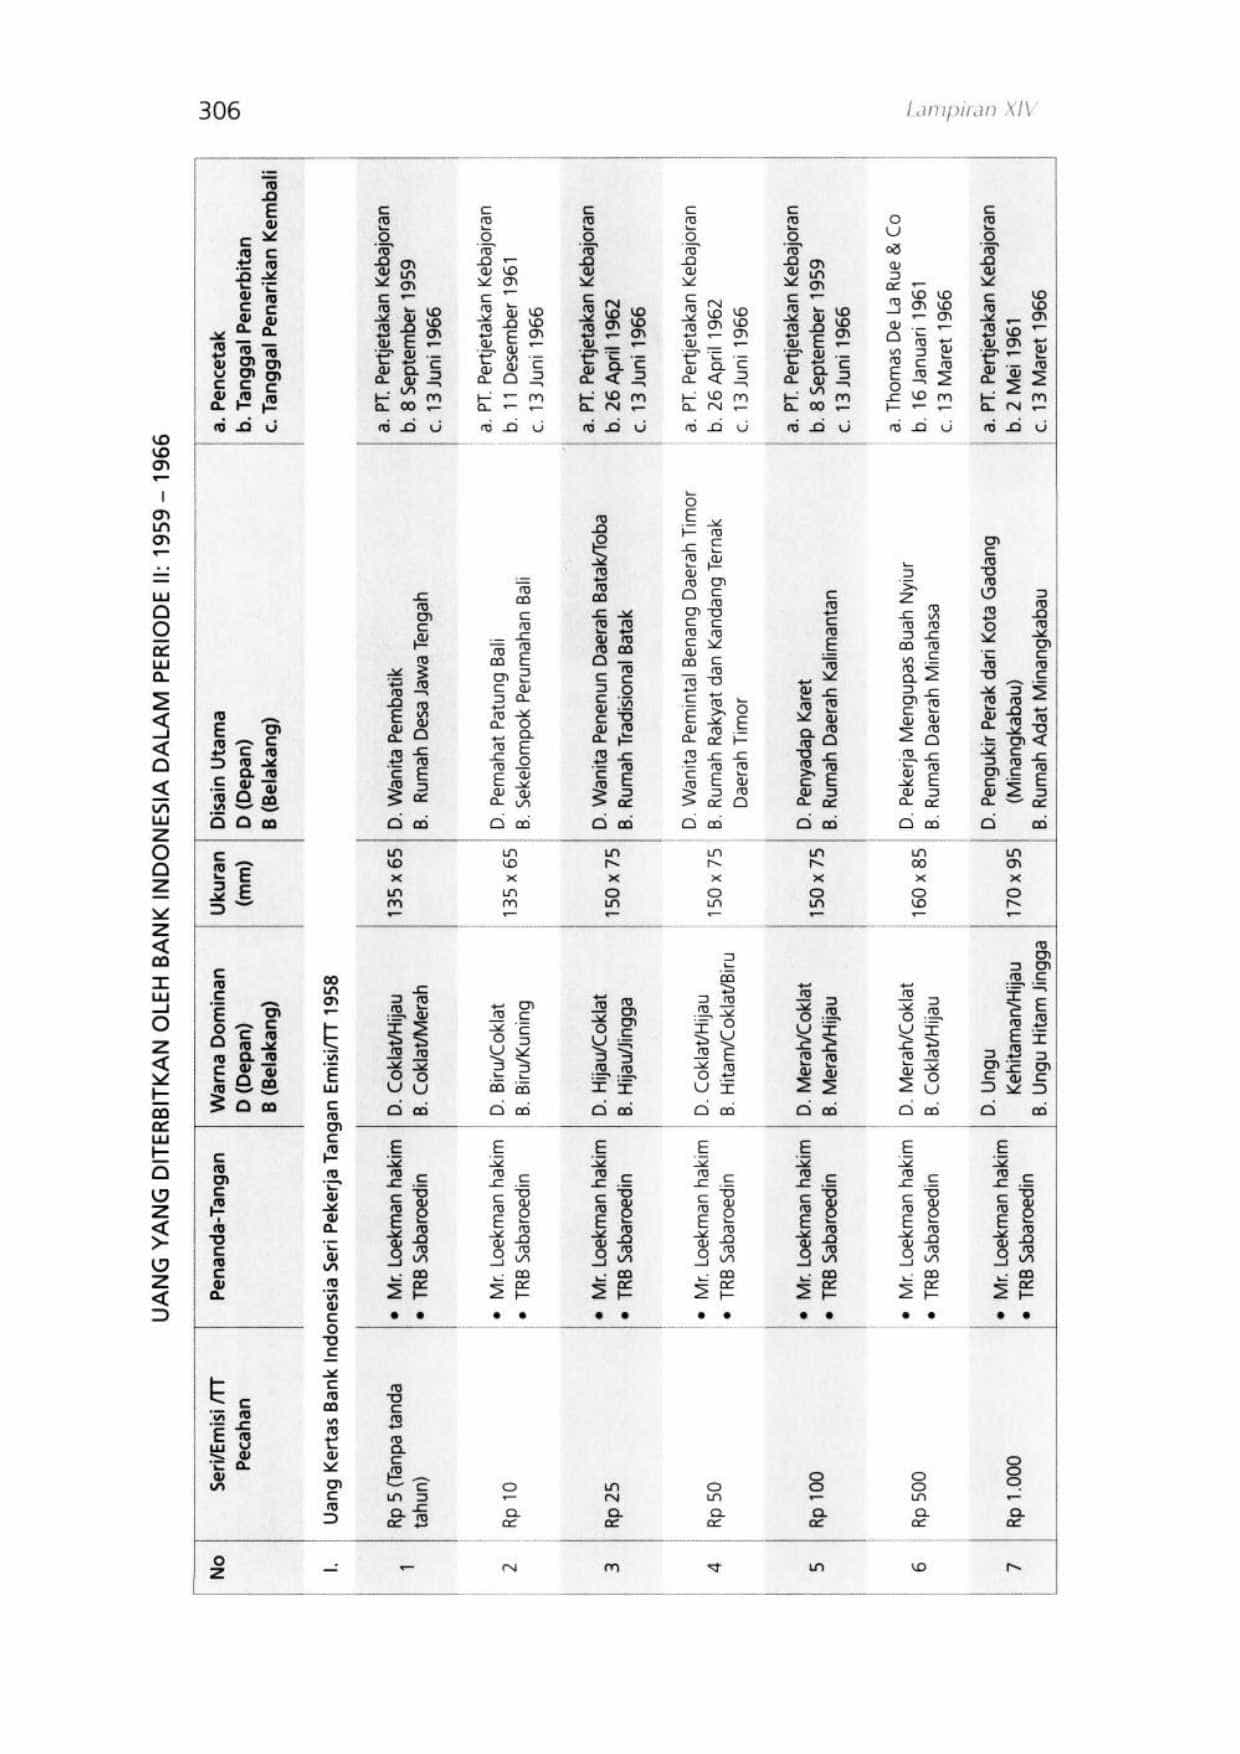 306
Lampiran XIV
UANG YANG DITERBITKAN OLEH BANK INDONESIA DALAM PERIODE II: 1959 – 1966
No
Seri/Emisi /TT
Pecahan
Penanda-Tangan
Warna Dominan
D (Depan)
B (Belakang)
Ukuran
(mm)
Disain Utama
D (Depan)
B (Belakang)
a. Pencetak
b. Tanggal Penerbitan
c. Tanggal Penarikan Kembali
I.
Uang Kertas Bank Indonesia Seri Pekerja Tangan Emisi/TT 1958
1
Rp 5 (Tanpa tanda
tahun)
• Mr. Loekman hakim
• TRB Sabaroedin
D. Coklat/Hijau
B. Coklat/Merah
135 x 65
D. Wanita Pembatik
B. Rumah Desa Jawa Tengah
a. PT. Pertjetakan Kebajoran
b. 8 September 1959
c. 13 Juni 1966
2
Rp 10
• Mr. Loekman hakim
• TRB Sabaroedin
D. Biru/Coklat
B. Biru/Kuning
135 x 65
D. Pemahat Patung Bali
B. Sekelompok Perumahan Bali
a. PT. Pertjetakan Kebajoran
b. 11 Desember 1961
c. 13 Juni 1966
3
Rp 25
• Mr. Loekman hakim
• TRB Sabaroedin
D. Hijau/Coklat
B. Hijau/Jingga
150 x 75
D. Wanita Penenun Daerah Batak/Toba
B. Rumah Tradisional Batak
a. PT. Pertjetakan Kebajoran
b. 26 April 1962
c. 13 Juni 1966
4
Rp 50
• Mr. Loekman hakim
• TRB Sabaroedin
D. Coklat/Hijau
B. Hitam/Coklat/Biru
150 x 75
D. Wanita Pemintal Benang Daerah Timor
B. Rumah Rakyat dan Kandang Ternak
Daerah Timor
a. PT. Pertjetakan Kebajoran
b. 26 April 1962
c. 13 Juni 1966
5
Rp 100
• Mr. Loekman hakim
• TRB Sabaroedin
D. Merah/Coklat
B. Merah/Hijau
150 x 75
D. Penyadap Karet
B. Rumah Daerah Kalimantan
a. PT. Pertjetakan Kebajoran
b. 8 September 1959
c. 13 Juni 1966
6
Rp 500
• Mr. Loekman hakim
• TRB Sabaroedin
D. Merah/Coklat
B. Coklat/Hijau
160 x 85
D. Pekerja Mengupas Buah Nyiur
B. Rumah Daerah Minahasa
a. Thomas De La Rue & Co
b. 16 Januari 1961
c. 13 Maret 1966
7
Rp 1.000
• Mr. Loekman hakim
• TRB Sabaroedin
D. Ungu
Kehitaman/Hijau
B. Ungu Hitam Jingga
170 x 95
D. Pengukir Perak dari Kota Gadang
(Minangkabau)
B. Rumah Adat Minangkabau
a. PT. Pertjetakan Kebajoran
b. 2 Mei 1961
c. 13 Maret 1966